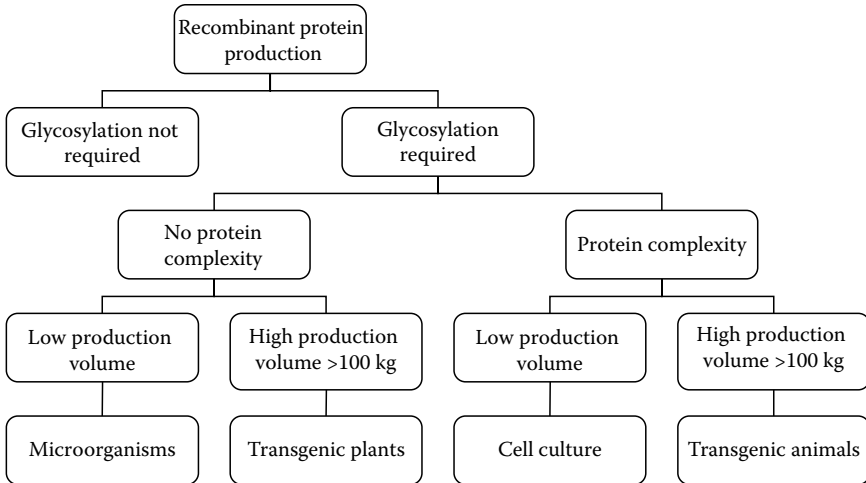 Recombinant protein
production
Glycosylation not
required
Glycosylation
required
No protein
complexity
Protein complexity
Low production
volume
High production
volume >100 kg
Low production
volume
High production
volume >100 kg
Microorganisms
Transgenic plants
Cell culture
Transgenic animals